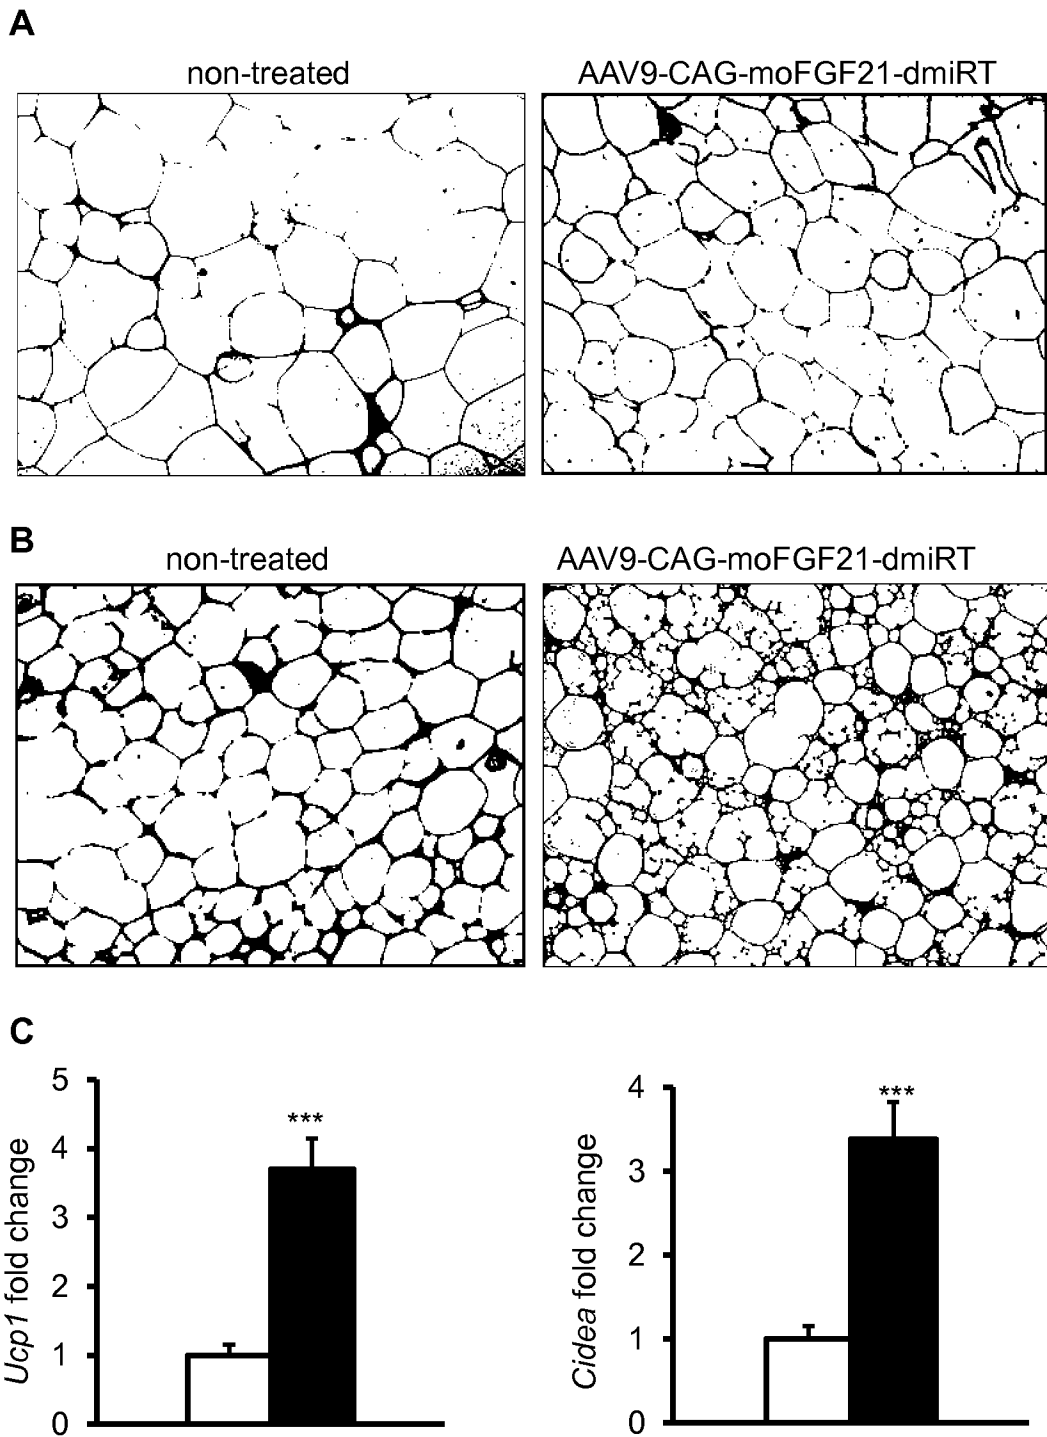 A
non-treated
AAV9-CAG-moFGF21-dmiRT
B
non-treated
AAV9-CAG-moFGF21-dmiRT
C
Ucp1 fold change
5
4
3
2
1
0
***
Cidea fold change
4
3
2
1
0
***